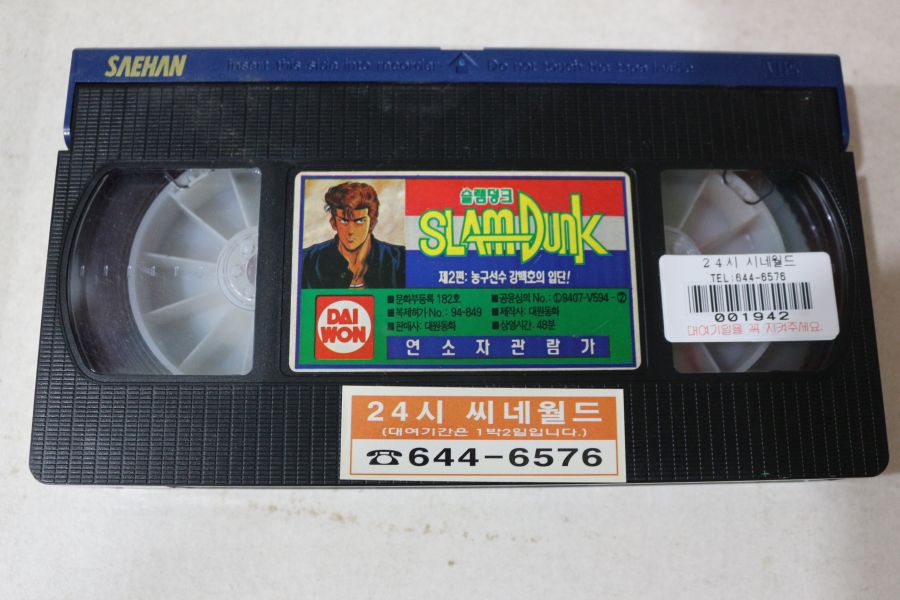 SAEHAN
Insert this side into recorder
Do not touch the tape inside
VHS
슬램덩크
SLAM DUNK
제2편: 농구선수 강백호의 입단!
DAI WON
■문화부등록 182호
■공윤심의 No.: ①9407-V594-㉮
■복제허가 No.: 94-849
■제작사: 대원동화
■판매사: 대원동화
■상영시간: 48분
연소자관람가
24시 시네월드
TEL:644-6576
001942
대여기일을 꼭 지켜주세요.
24시 씨네월드
(대여기간은 1박2일입니다.)
☎644-6576